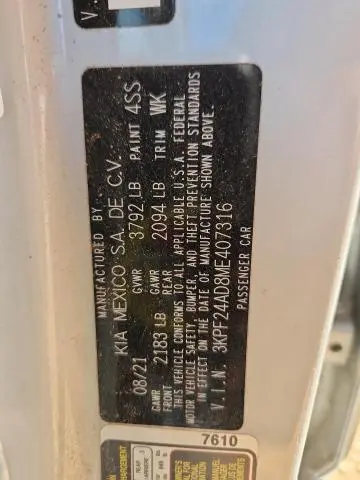 MANUFACTURED BY
KIA MEXICO S.A. DE C.V.
08/21 GVWR 3792 LB PAINT 4SS
GAWR FRONT 2183 LB GAWR REAR 2094 LB TRIM WK
THIS VEHICLE CONFORMS TO ALL APPLICABLE U.S.A. FEDERAL
MOTOR VEHICLE SAFETY, BUMPER, AND THEFT PREVENTION STANDARDS
IN EFFECT ON THE DATE OF MANUFACTURE SHOWN ABOVE.
V.I.N. 3KPF24AD8ME407316
PASSENGER CAR
7610
REAR
ARRIERE